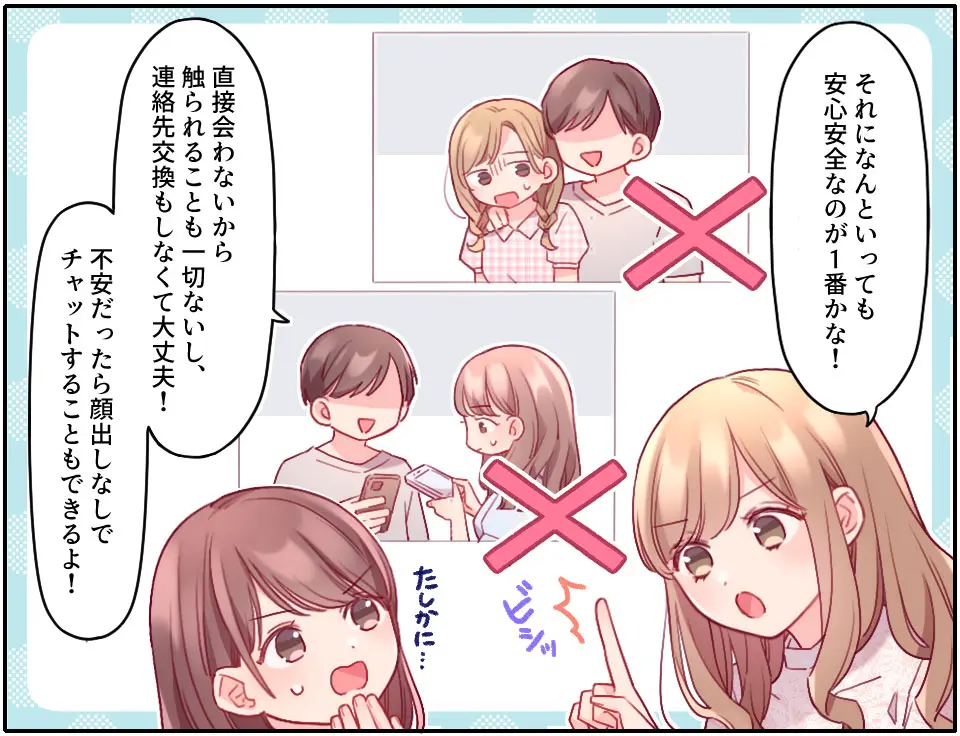 それになんといっても
安心安全なのが1番かな！
直接会わないから
触られることも一切ないし、
連絡先交換もしなくて大丈夫！
不安だったら顔出しなしで
チャットすることもできるよ！
たしかに…
ビシッ